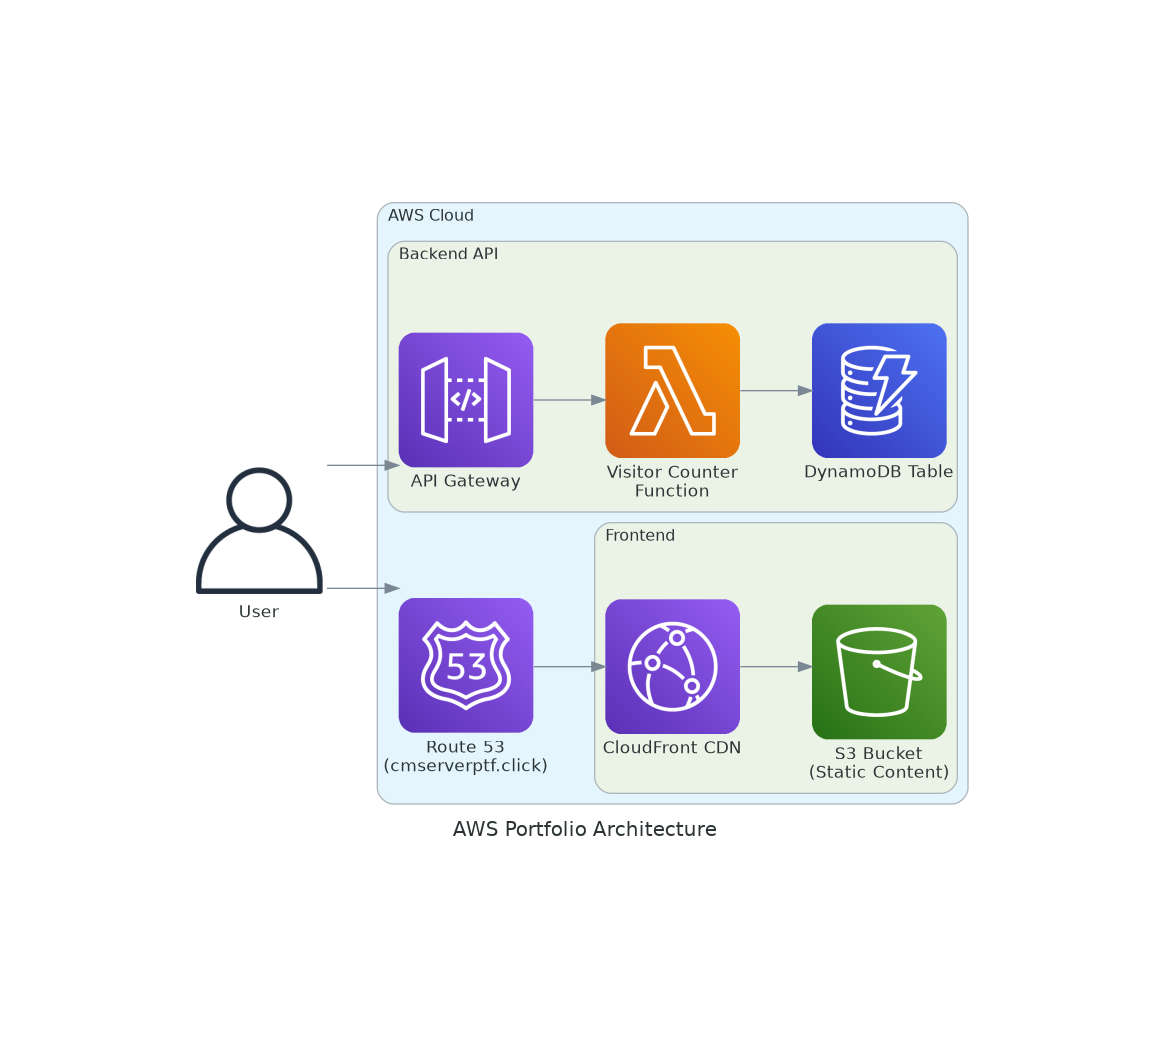 AWS Cloud
Backend API
API Gateway
Visitor Counter
Function
DynamoDB Table
User
Frontend
53
Route 53
(cmserverptf.click)
CloudFront CDN
S3 Bucket
(Static Content)
AWS Portfolio Architecture